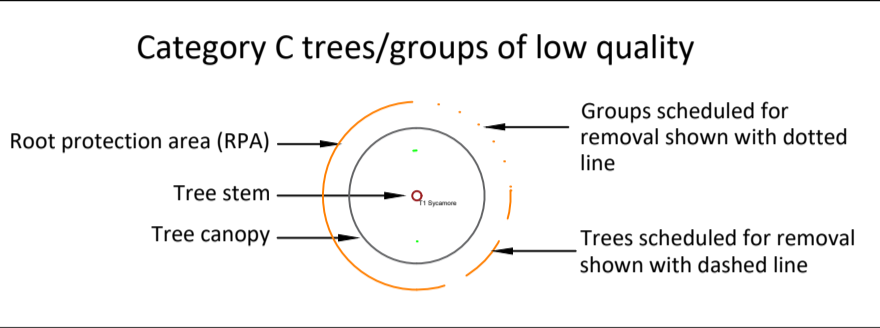 Category C trees/groups of low quality
Root protection area (RPA)
Tree stem
Tree canopy
T1 Sycamore
Groups scheduled for
removal shown with dotted
line
Trees scheduled for removal
shown with dashed line